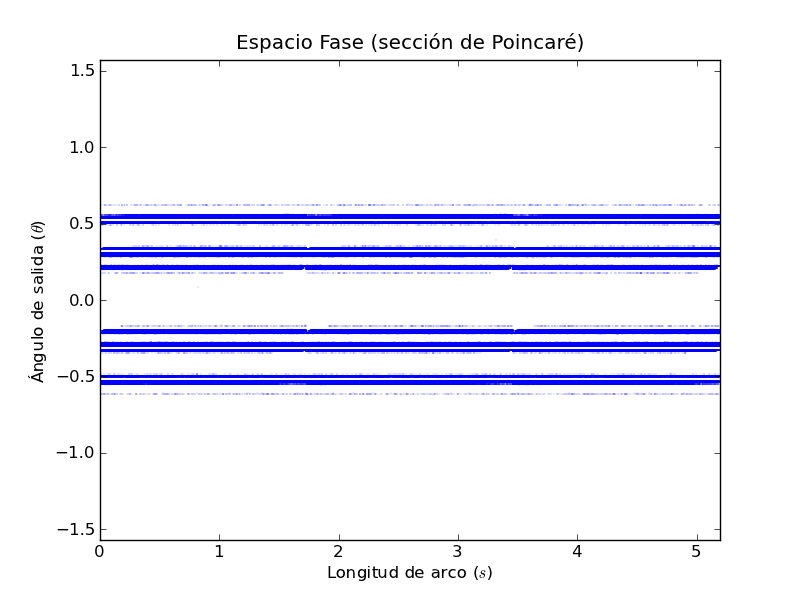 Espacio Fase (sección de Poincaré)
1.5
1.0
0.5
0.0
−0.5
−1.0
−1.5
Ángulo de salida (θ)
0 1 2 3 4 5
Longitud de arco (s)